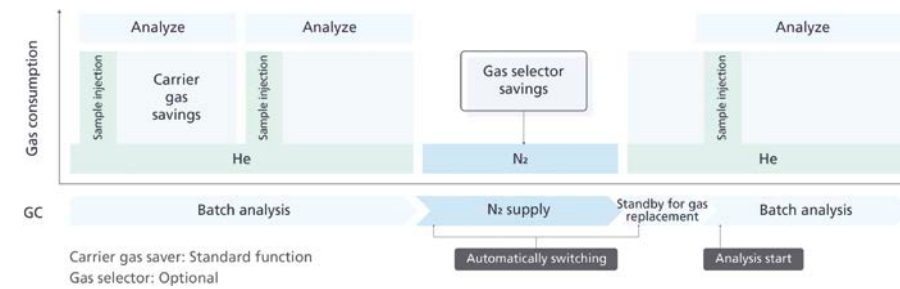 Analyze
Analyze
Analyze
Gas consumption
Sample injection
Carrier
gas
savings
Sample injection
Gas selector
savings
Sample injection
He
N₂
He
GC
Batch analysis
N₂ supply
Standby for gas
replacement
Batch analysis
Automatically switching
Analysis start
Carrier gas saver: Standard function
Gas selector: Optional